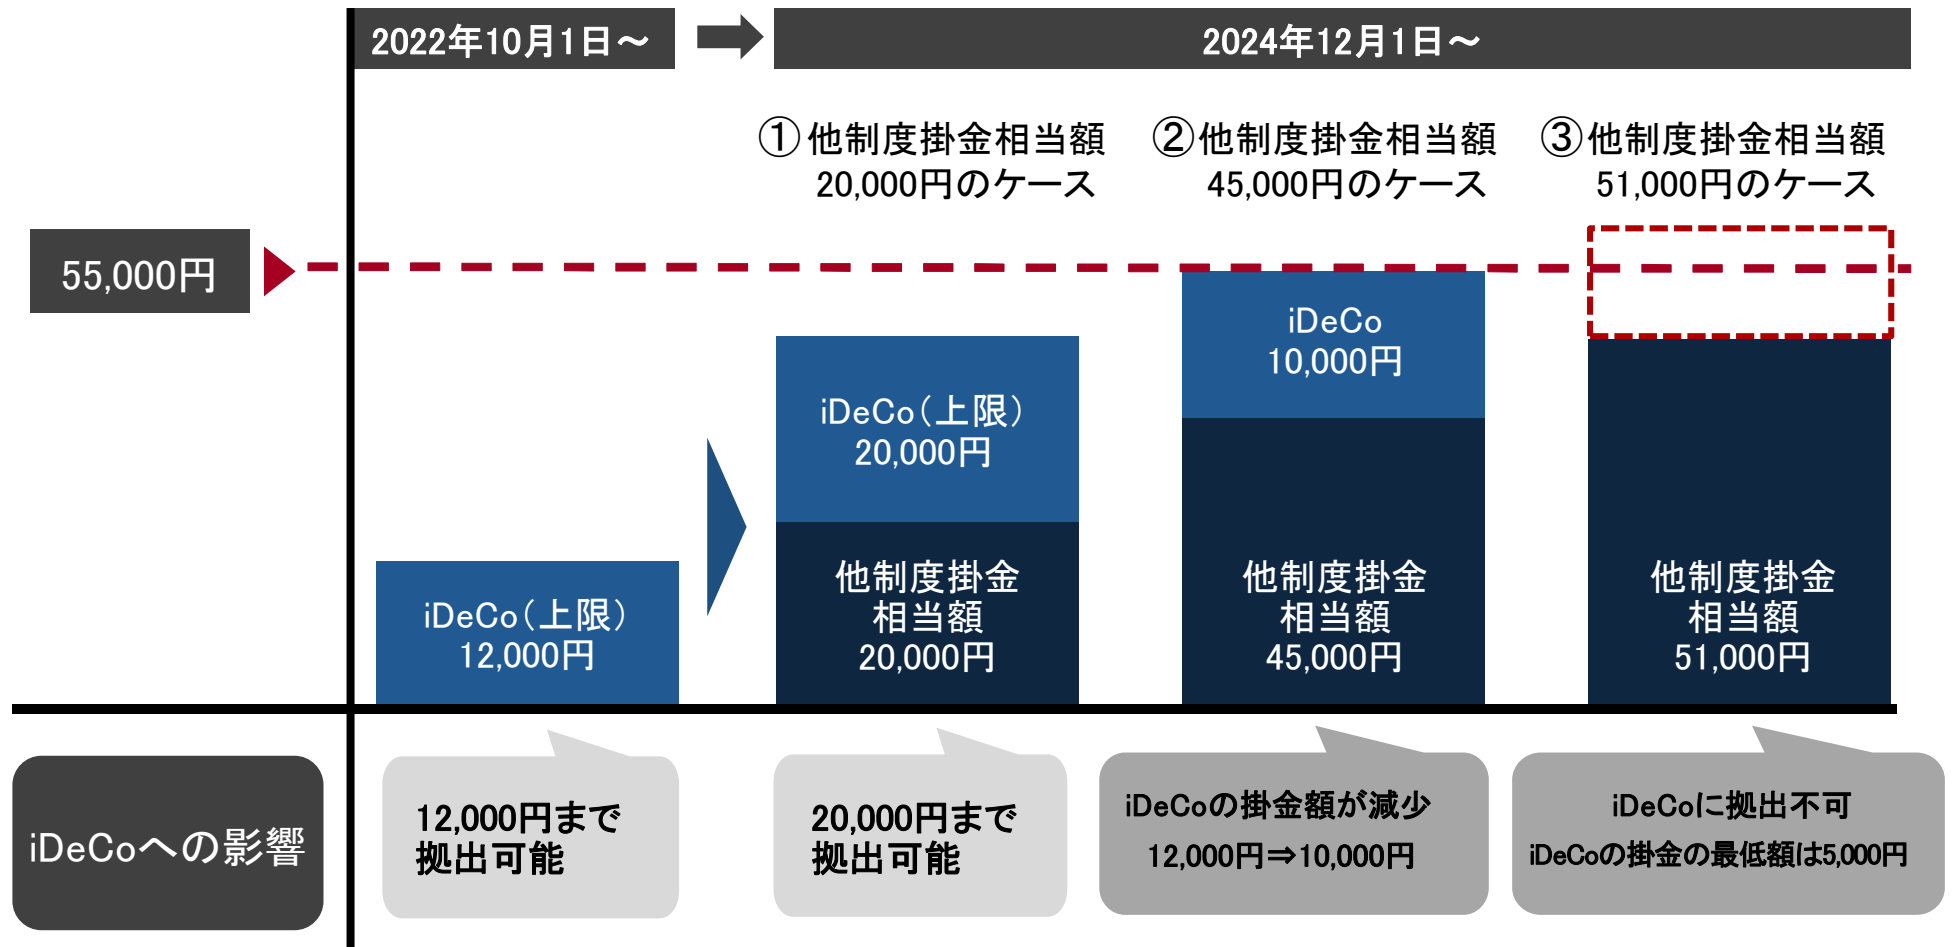 2022年10月1日～
2024年12月1日～
①他制度掛金相当額
20,000円のケース
②他制度掛金相当額
45,000円のケース
③他制度掛金相当額
51,000円のケース
55,000円
iDeCo（上限）
12,000円
iDeCo（上限）
20,000円
他制度掛金
相当額
20,000円
iDeCo
10,000円
他制度掛金
相当額
45,000円
他制度掛金
相当額
51,000円
iDeCoへの影響
12,000円まで
拠出可能
20,000円まで
拠出可能
iDeCoの掛金額が減少
12,000円⇒10,000円
iDeCoに拠出不可
iDeCoの掛金の最低額は5,000円